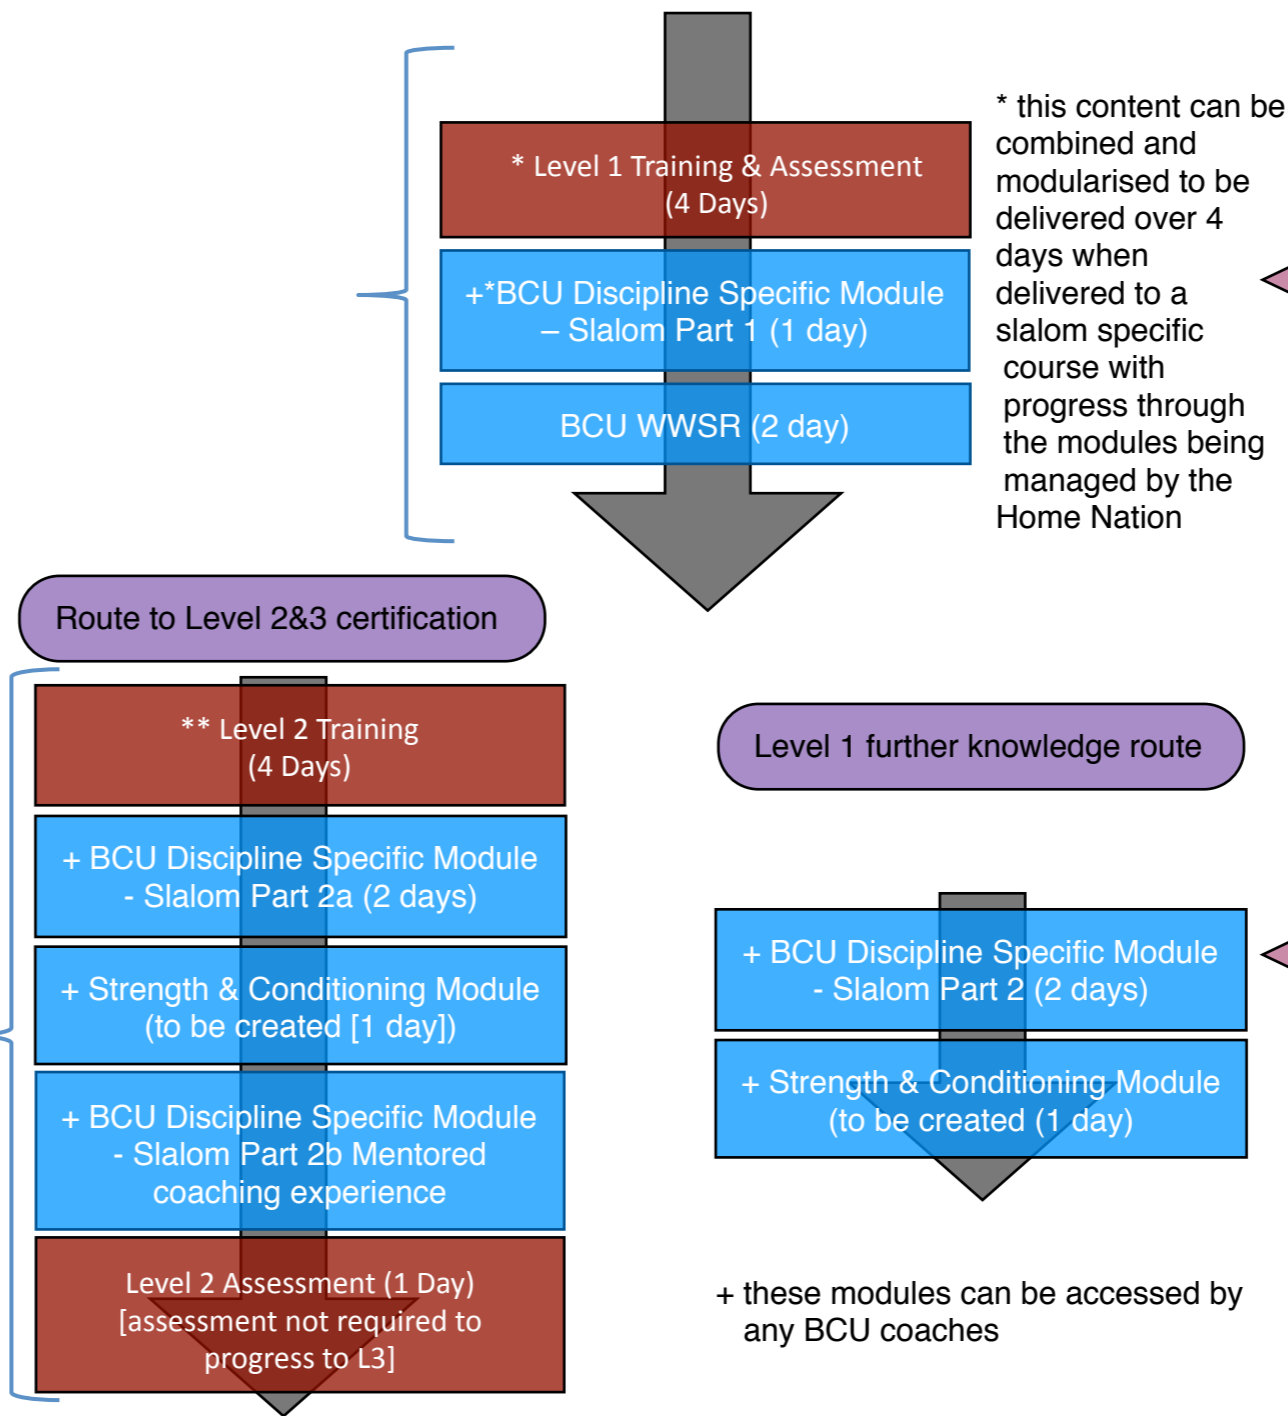 * Level 1 Training & Assessment
(4 Days)
+*BCU Discipline Specific Module
– Slalom Part 1 (1 day)
BCU WWSR (2 day)
* this content can be
combined and
modularised to be
delivered over 4
days when
delivered to a
slalom specific
course with
progress through
the modules being
managed by the
Home Nation
Route to Level 2&3 certification
** Level 2 Training
(4 Days)
+ BCU Discipline Specific Module
- Slalom Part 2a (2 days)
+ Strength & Conditioning Module
(to be created [1 day])
+ BCU Discipline Specific Module
- Slalom Part 2b Mentored
coaching experience
Level 2 Assessment (1 Day)
[assessment not required to
progress to L3]
Level 1 further knowledge route
+ BCU Discipline Specific Module
- Slalom Part 2 (2 days)
+ Strength & Conditioning Module
(to be created (1 day)
+ these modules can be accessed by
any BCU coaches